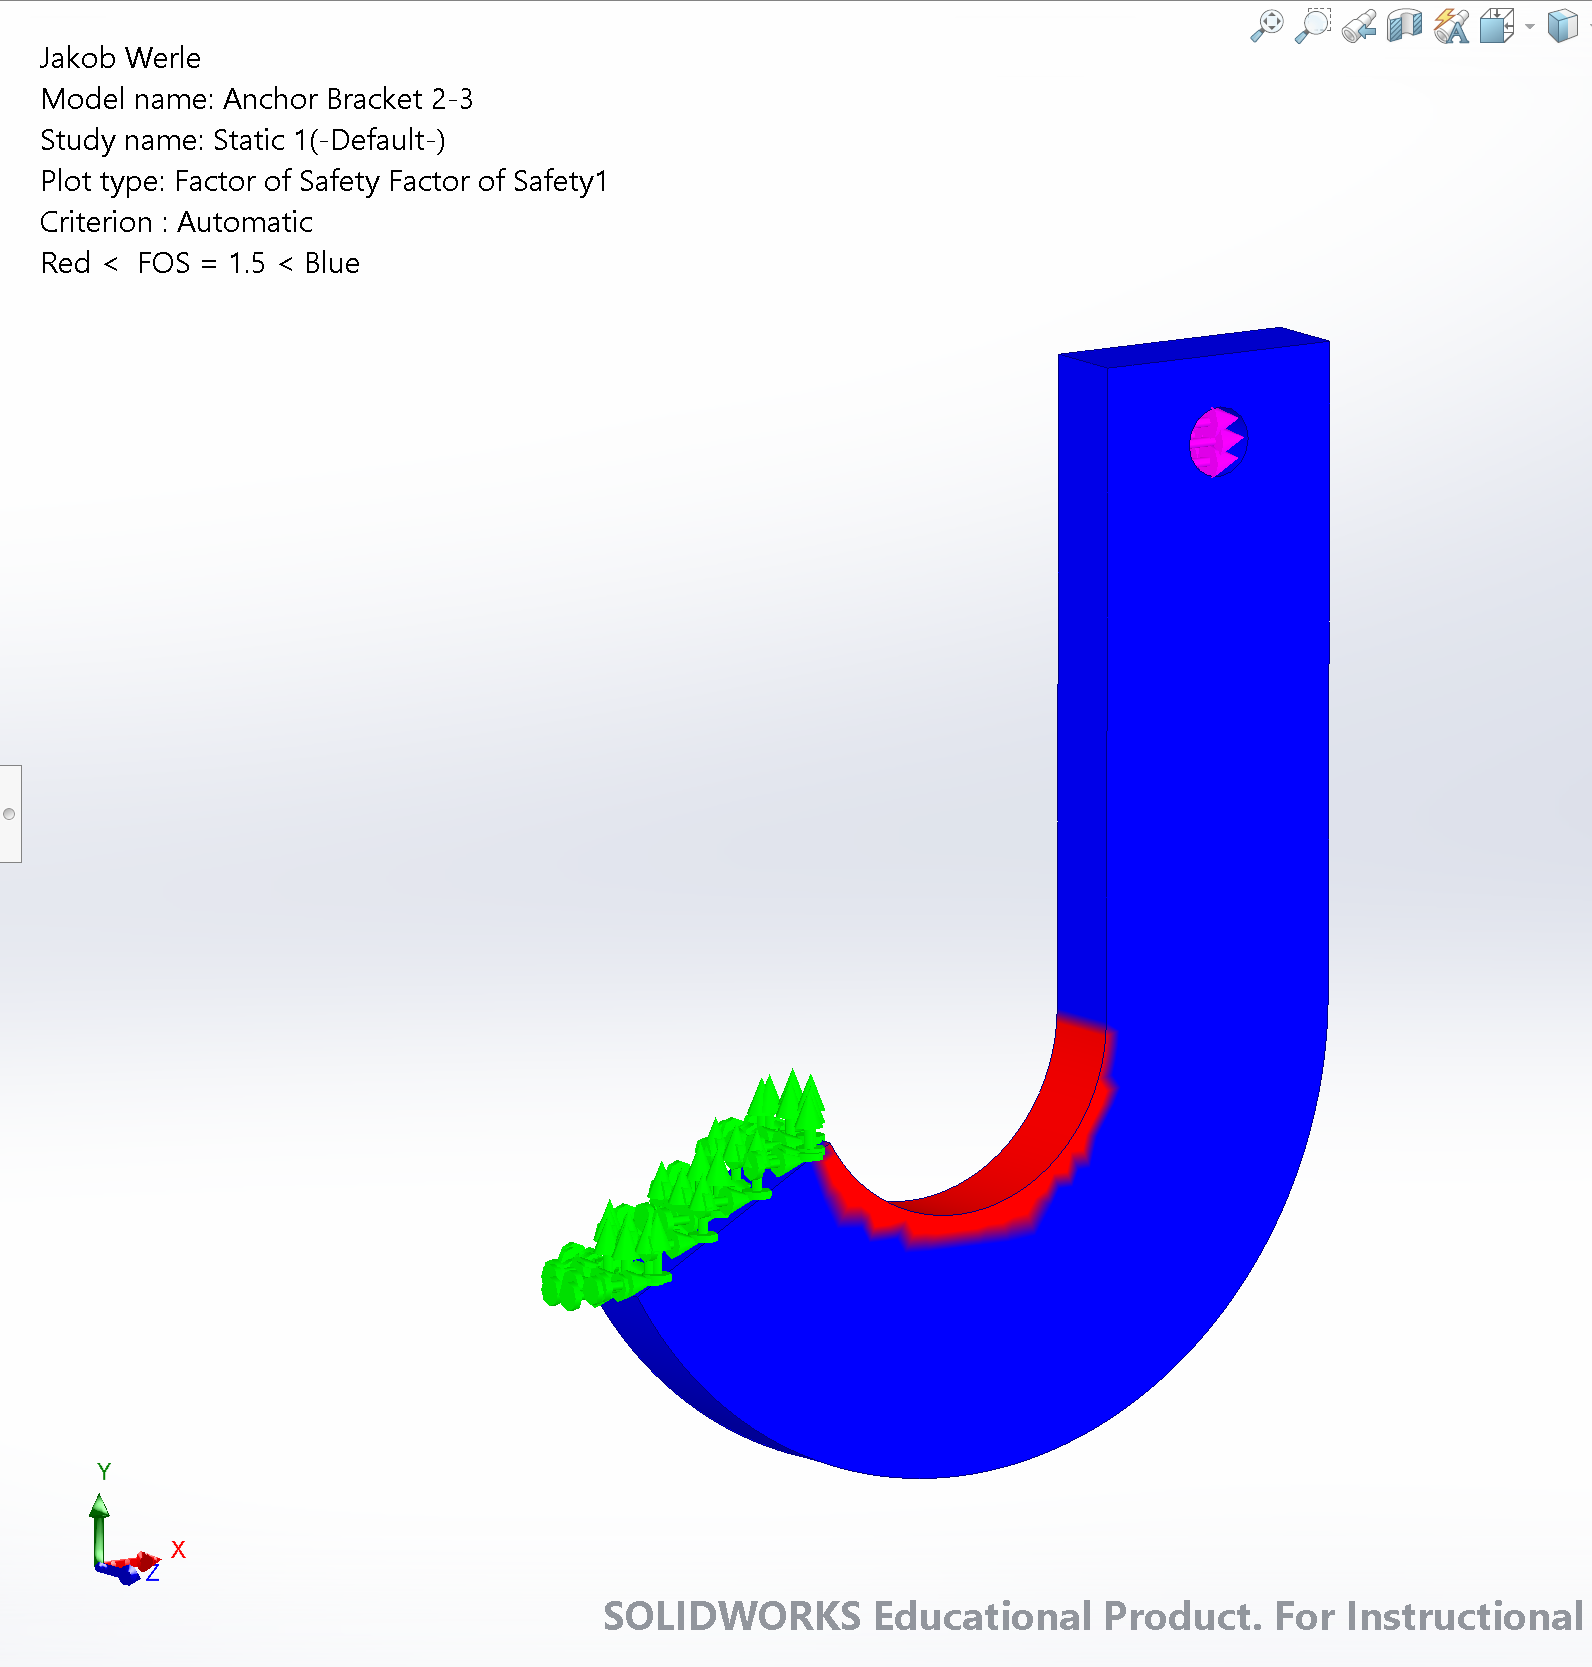 Jakob Werle
Model name: Anchor Bracket 2-3
Study name: Static 1(-Default-)
Plot type: Factor of Safety Factor of Safety1
Criterion : Automatic
Red < FOS = 1.5 < Blue
Y
X
Z
SOLIDWORKS Educational Product. For Instructional